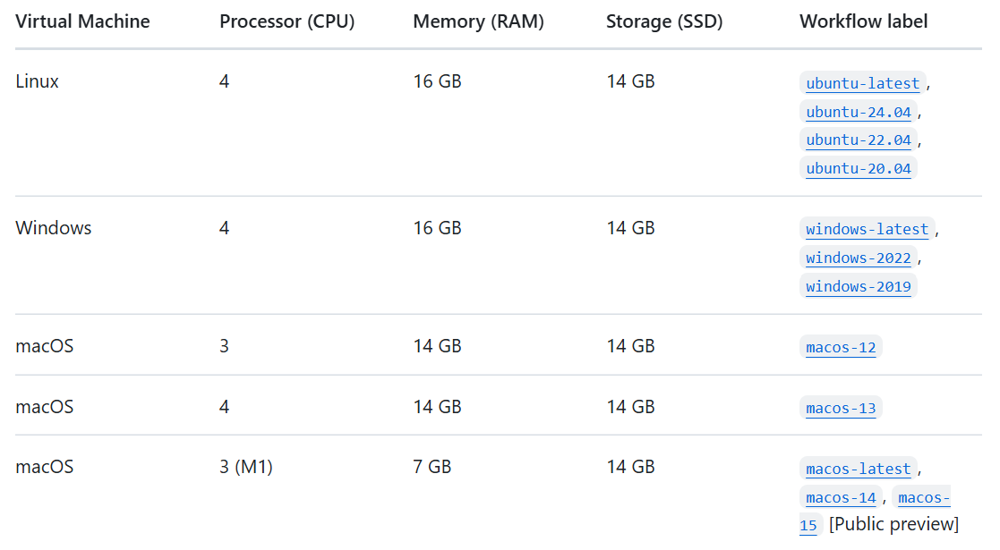 Virtual Machine Processor (CPU) Memory (RAM) Storage (SSD) Workflow label
Linux 4 16 GB 14 GB ubuntu-latest,
ubuntu-24.04,
ubuntu-22.04,
ubuntu-20.04
Windows 4 16 GB 14 GB windows-latest,
windows-2022,
windows-2019
macOS 3 14 GB 14 GB macos-12
macOS 4 14 GB 14 GB macos-13
macOS 3 (M1) 7 GB 14 GB macos-latest,
macos-14, macos-
15 [Public preview]